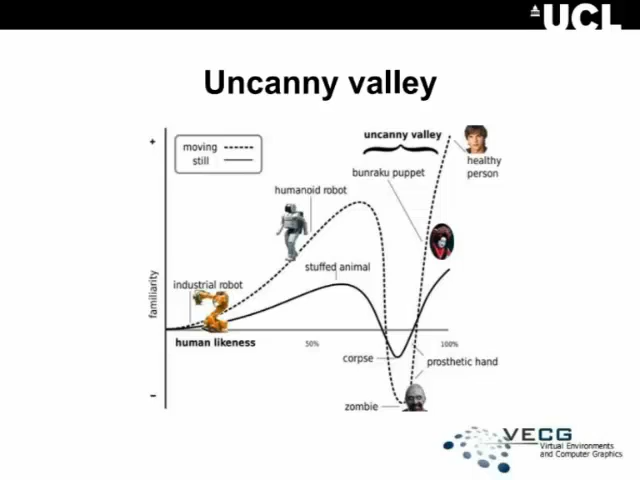 UCL
Uncanny valley
+
uncanny valley
moving
still
healthy
person
bunraku puppet
humanoid robot
stuffed animal
industrial robot
familiarity
human likeness
50%
100%
corpse
prosthetic hand
zombie
-
VECG
Virtual Environments
and Computer Graphics